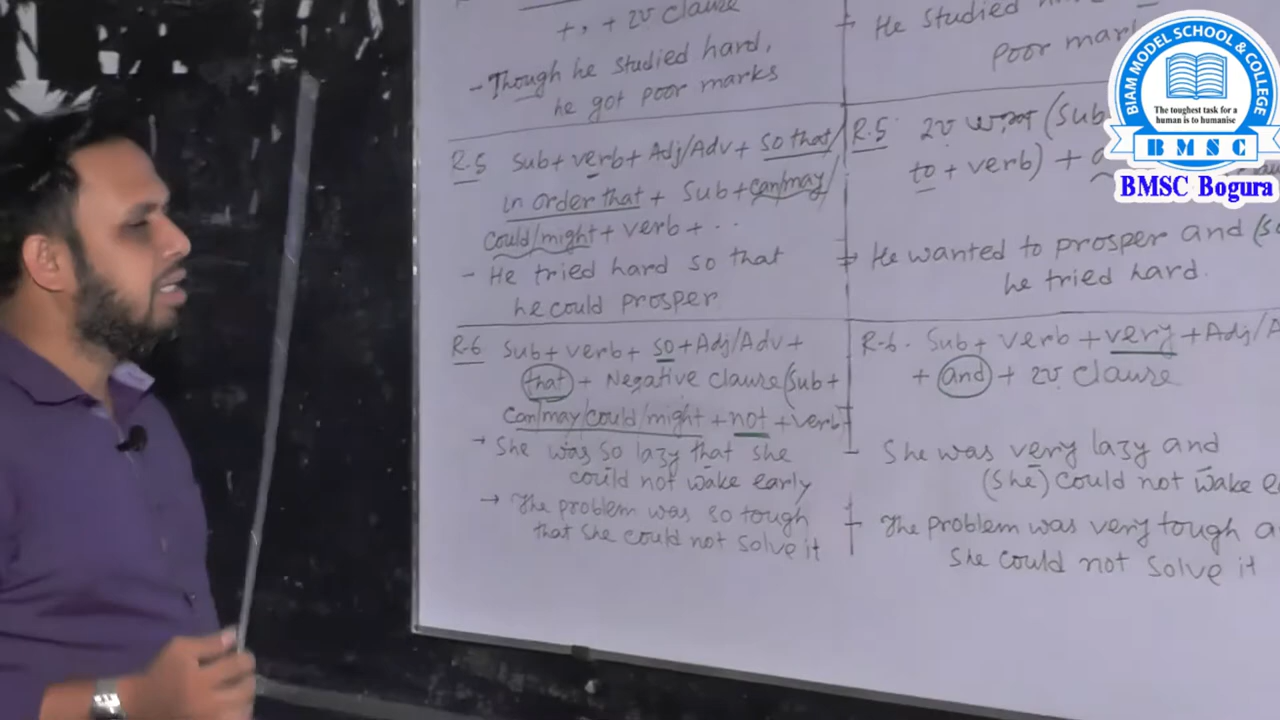 +, + 2v clause
- Though he studied hard,
he got poor marks
R-5 Sub+ verb+ Adj/Adv + so that/
in order that + Sub + can/may/
could/might + verb + ..
- He tried hard so that
he could prosper
R-6 Sub+ verb+ so +Adj/Adv +
that + Negative clause (Sub +
can/may/could/might + not + verb
→ She was so lazy that she
could not wake early
→ The problem was so tough
that she could not solve it
He studied
poor
R-5 2v (Sub
to + verb) +
He wanted to prosper and
he tried hard.
R-6. Sub+ verb + very + Adj/
+ and + 2v clause
She was very lazy and
(She) could not wake
The problem was very tough
She could not solve it
BIAM MODEL SCHOOL & COLLEGE
The toughest task for a
human is to humanise
BMSC
BMSC Bogura